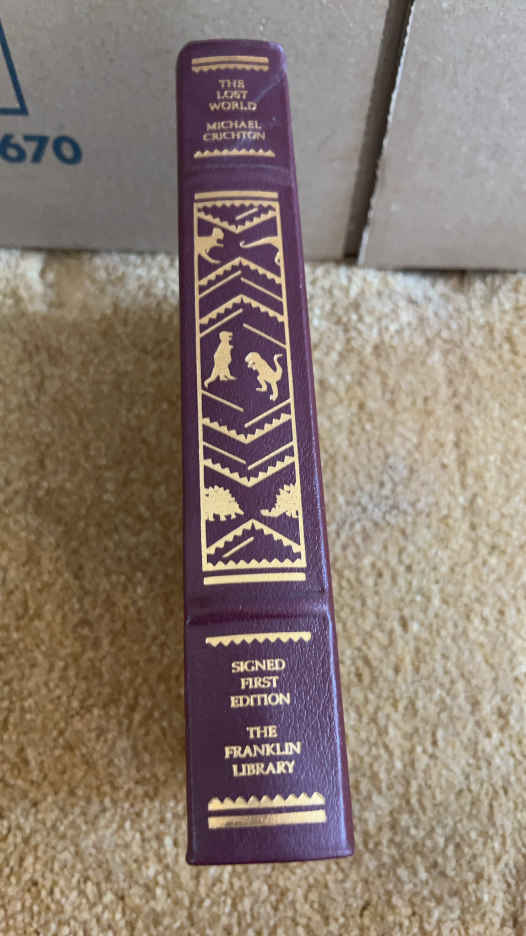 670
THE
LOST
WORLD
MICHAEL
CRICHTON
SIGNED
FIRST
EDITION
THE
FRANKLIN
LIBRARY